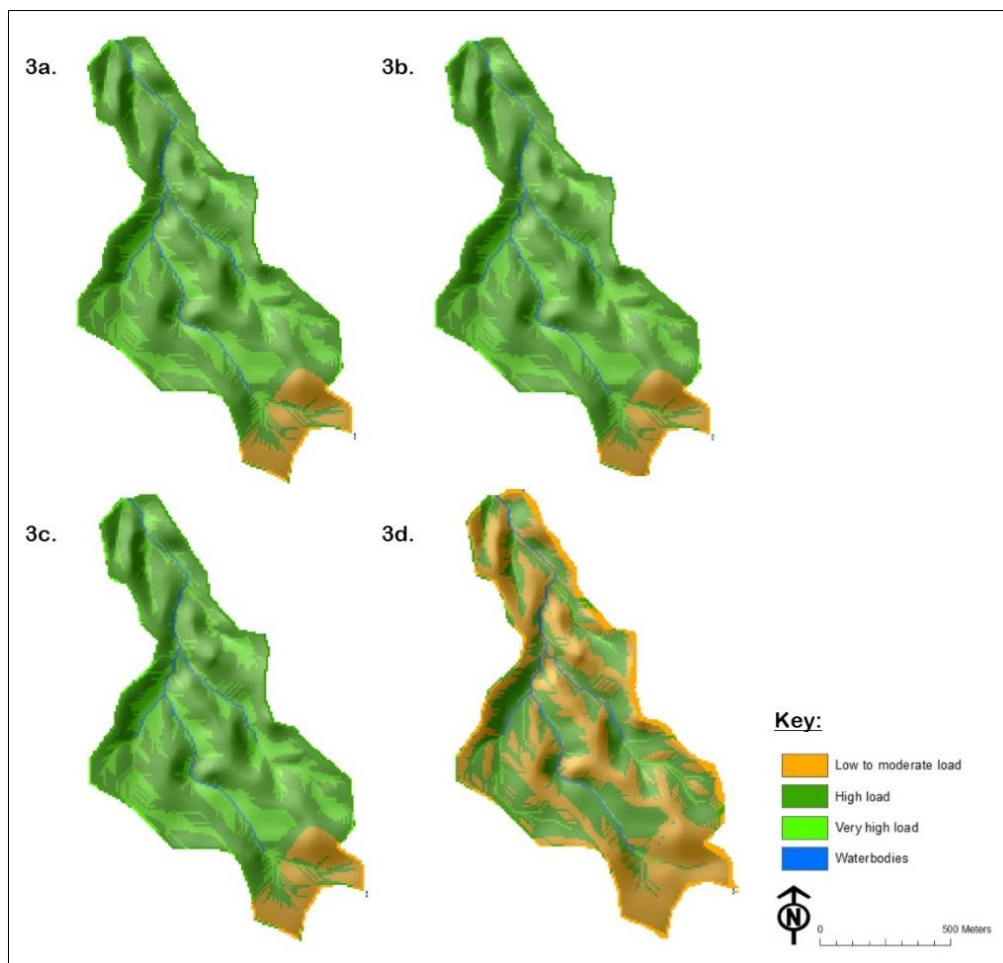 3a.
3b.
3c.
3d.
Key:
Low to moderate load
High load
Very high load
Waterbodies
N
0 500 Meters